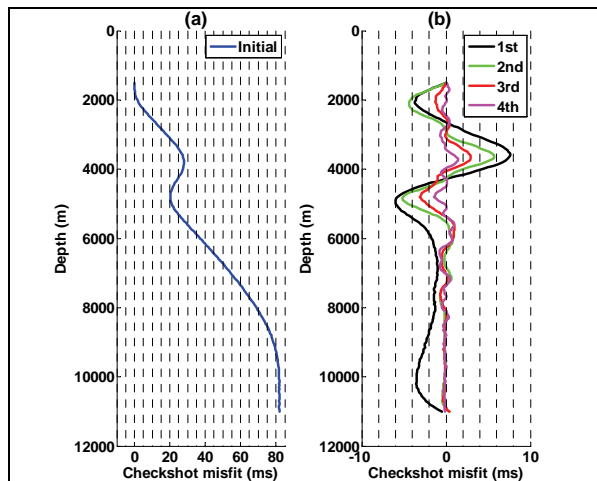 (a)
(b)
0
2000
4000
6000
8000
10000
12000
Depth (m)
0 20 40 60 80
Checkshot misfit (ms)
Initial
0
2000
4000
6000
8000
10000
12000
Depth (m)
-10 0 10
Checkshot misfit (ms)
1st
2nd
3rd
4th